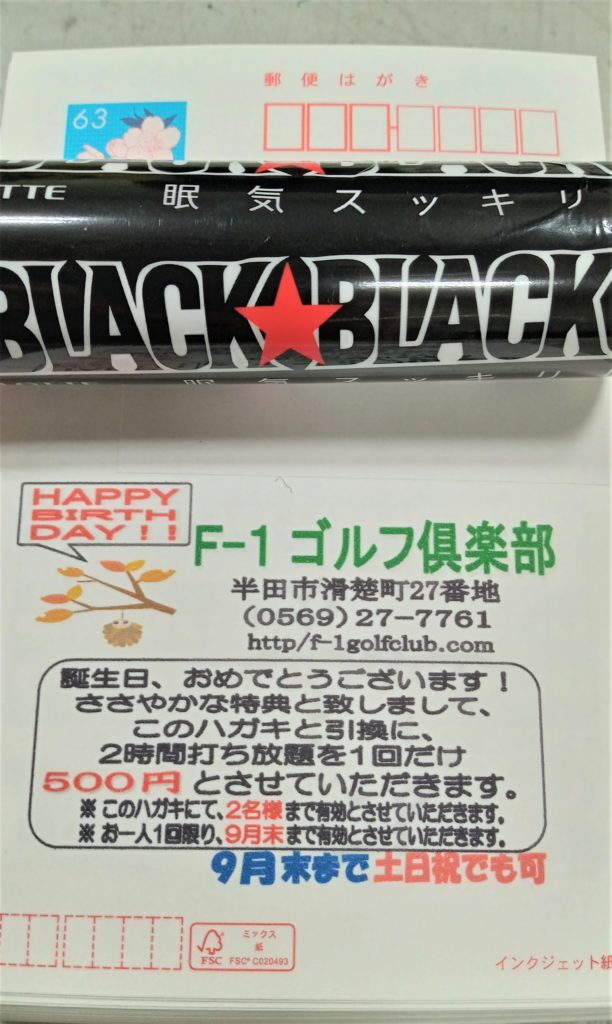 郵便はがき
63
BLACK★BLACK
TTE 眠気スッキリ
BLACK★BLACK
眠気スッキリ
HAPPY
BIRTH
DAY!!
F-1ゴルフ倶楽部
半田市滑楚町27番地
(0569)27-7761
http/f-1golfclub.com
誕生日、おめでとうございます!
ささやかな特典と致しまして、
このハガキと引換に、
2時間打ち放題を1回だけ
500円とさせていただきます。
※このハガキにて、2名様まで有効とさせていただきます。
※お一人1回限り、9月末まで有効とさせていただきます。
9月末まで土日祝でも可
FSC
ミックス
紙
FSC® C020493
インクジェット紙